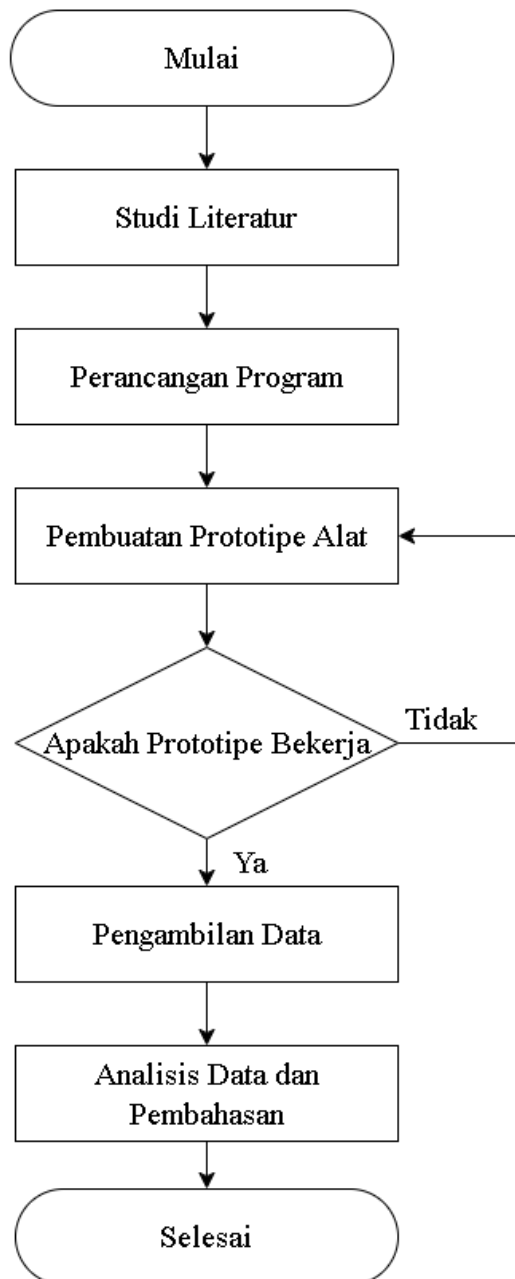 Mulai
Studi Literatur
Perancangan Program
Pembuatan Prototipe Alat
Apakah Prototipe Bekerja
Tidak
Ya
Pengambilan Data
Analisis Data dan
Pembahasan
Selesai